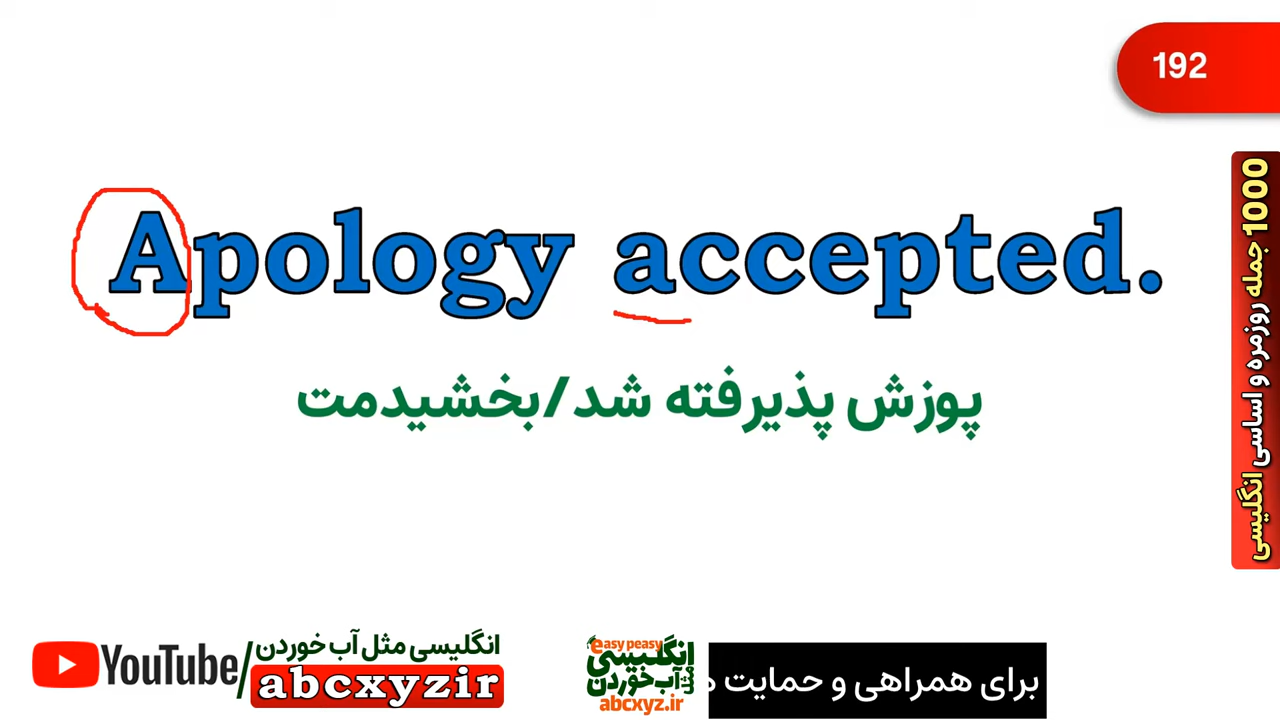 192
Apology accepted.
پوزش پذیرفته شد/بخشیدمت
1000 جمله روزمره و اساسی انگلیسی
YouTube/انگلیسی مثل آب خوردن
abcxyzir
easy peasy
انگلیسی
مثل آب خوردن
abcxyz.ir
برای همراهی و حمایت